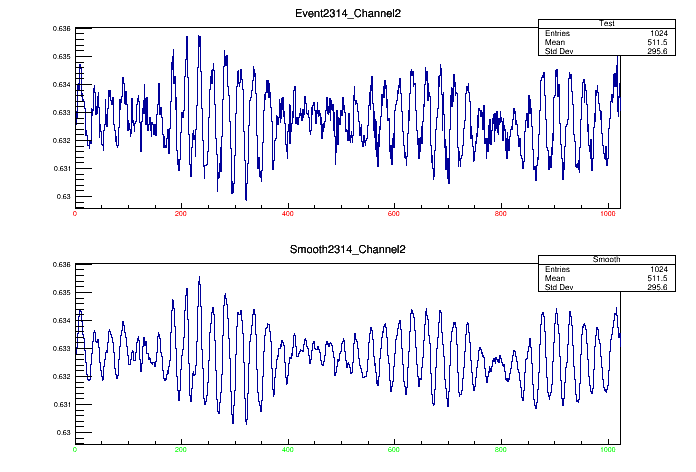 Event2314_Channel2
Test
Entries 1024
Mean 511.5
Std Dev 295.6
0.636
0.635
0.634
0.633
0.632
0.631
0.63
0 200 400 600 800 1000
Smooth2314_Channel2
Smooth
Entries 1024
Mean 511.5
Std Dev 295.6
0.636
0.635
0.634
0.633
0.632
0.631
0.63
0 200 400 600 800 1000